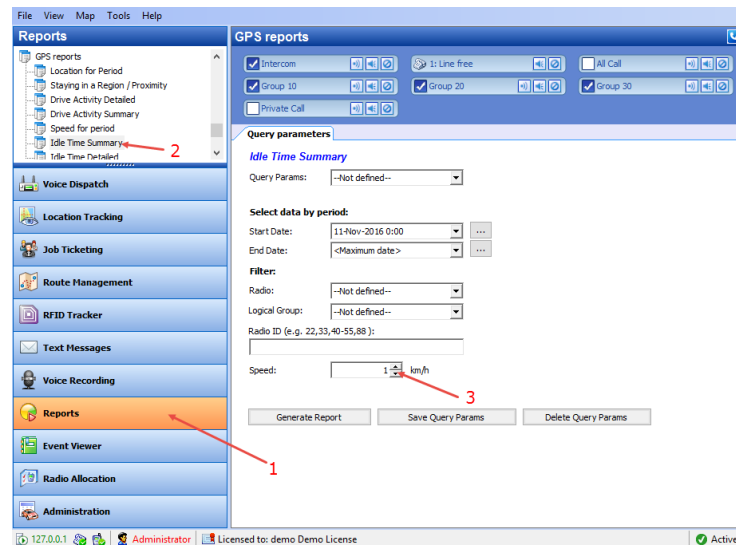 File View Map Tools Help
Reports
GPS reports
Location for Period
Staying in a Region / Proximity
Drive Activity Detailed
Drive Activity Summary
Speed for period
Idle Time Summary
Idle Time Detailed
2
Voice Dispatch
Location Tracking
Job Ticketing
Route Management
RFID Tracker
Text Messages
Voice Recording
Reports
Event Viewer
Radio Allocation
Administration
1
GPS reports
Intercom
1: Line free
All Call
Group 10
Group 20
Group 30
Private Call
Query parameters
Idle Time Summary
Query Params: --Not defined--
Select data by period:
Start Date: 11-Nov-2016 0:00 ...
End Date: <Maximum date> ...
Filter:
Radio: --Not defined--
Logical Group: --Not defined--
Radio ID (e.g. 22,33,40-55,88 ):
Speed: 1 km/h
3
Generate Report Save Query Params Delete Query Params
127.0.0.1 Administrator Licensed to: demo Demo License Active